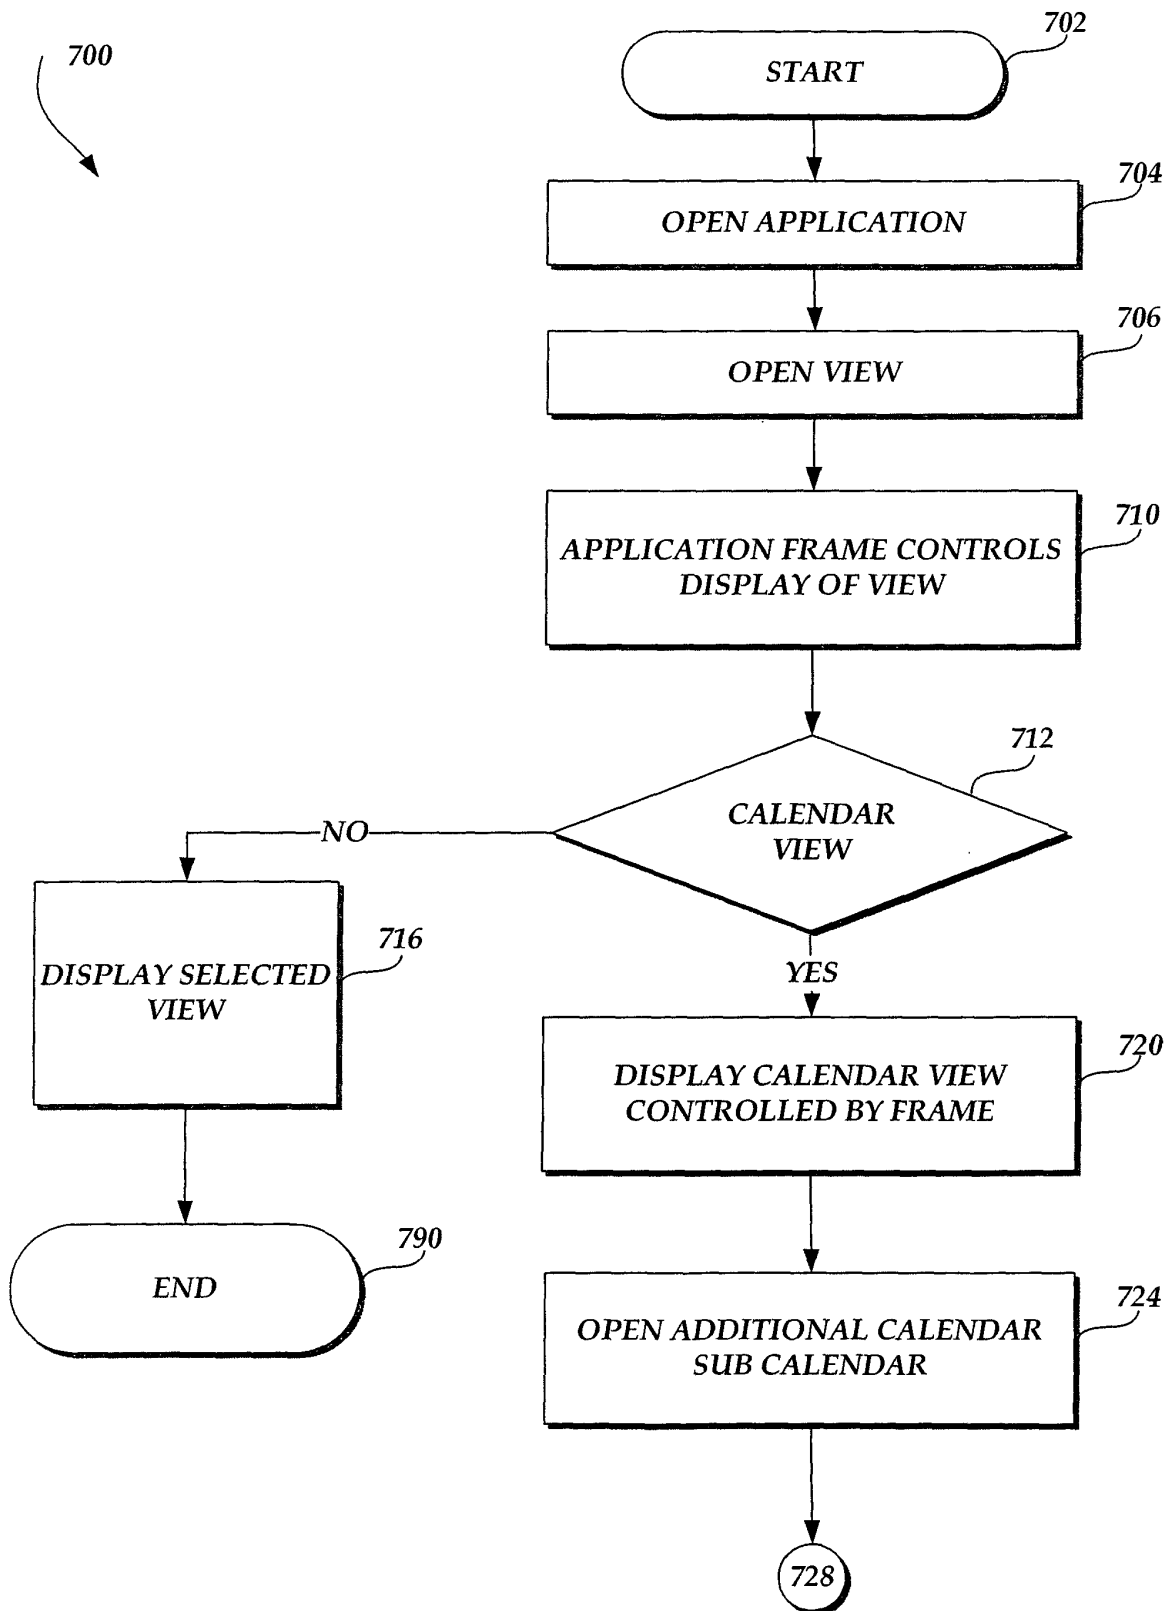 700
702
START
704
OPEN APPLICATION
706
OPEN VIEW
710
APPLICATION FRAME CONTROLS
DISPLAY OF VIEW
712
CALENDAR
VIEW
NO
YES
716
DISPLAY SELECTED
VIEW
720
DISPLAY CALENDAR VIEW
CONTROLLED BY FRAME
790
END
724
OPEN ADDITIONAL CALENDAR
SUB CALENDAR
728